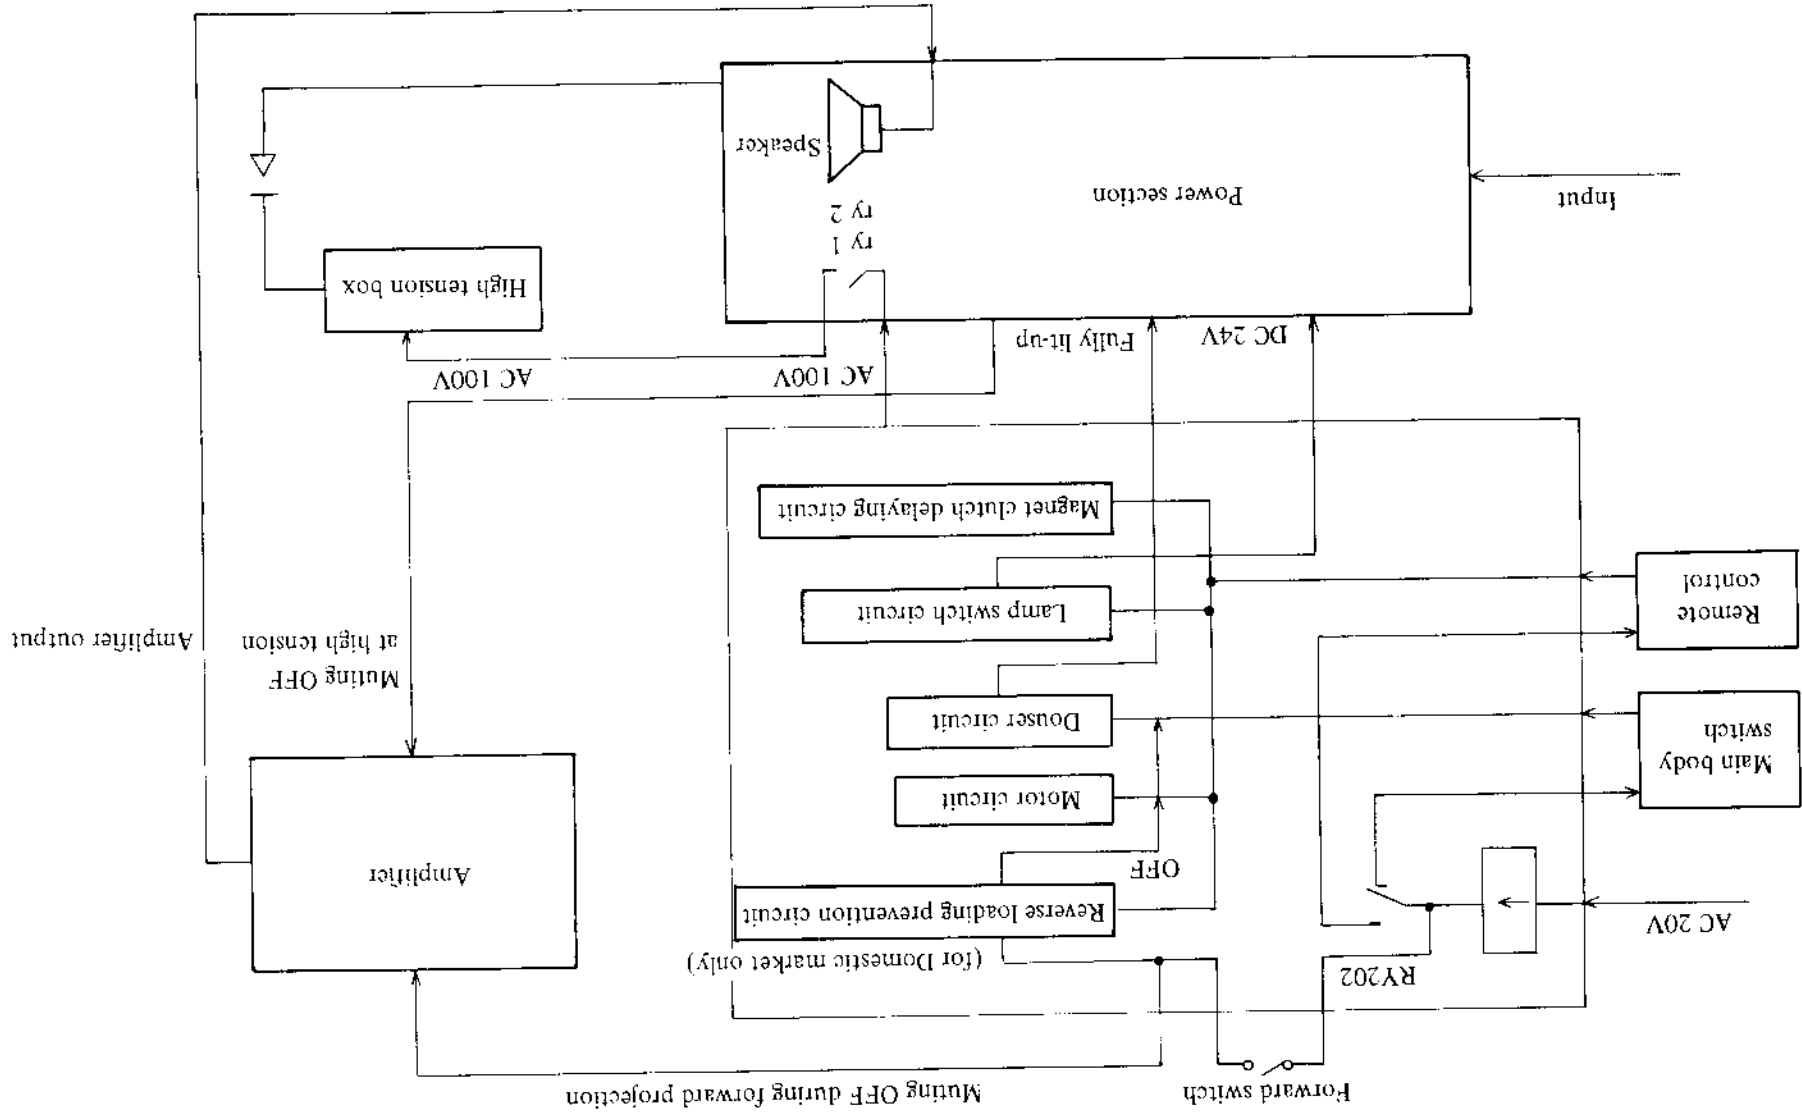 Forward switch
Muting OFF during forward projection
RY202
AC 20V
(for Domestic market only)
Reverse loading prevention circuit
OFF
Amplifier
Motor circuit
Main body
switch
Douser circuit
Muting OFF
at high tension
Amplifier output
Remote
control
Lamp switch circuit
Magnet clutch delaying circuit
AC 100V
AC 100V
DC 24V
Fully lit-up
High tension box
ry 1
ry 2
Input
Power section
Speaker